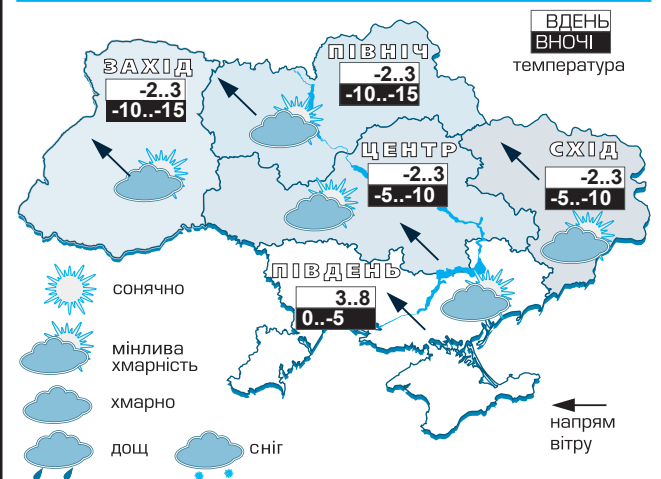 ВДЕНЬ
ВНОЧІ
температура
ЗАХІД
-2..3
-10..-15
ПІВНІЧ
-2..3
-10..-15
ЦЕНТР
-2..3
-5..-10
СХІД
-2..3
-5..-10
ПІВДЕНЬ
3..8
0..-5
сонячно
мінлива
хмарність
хмарно
дощ
сніг
напрям
вітру